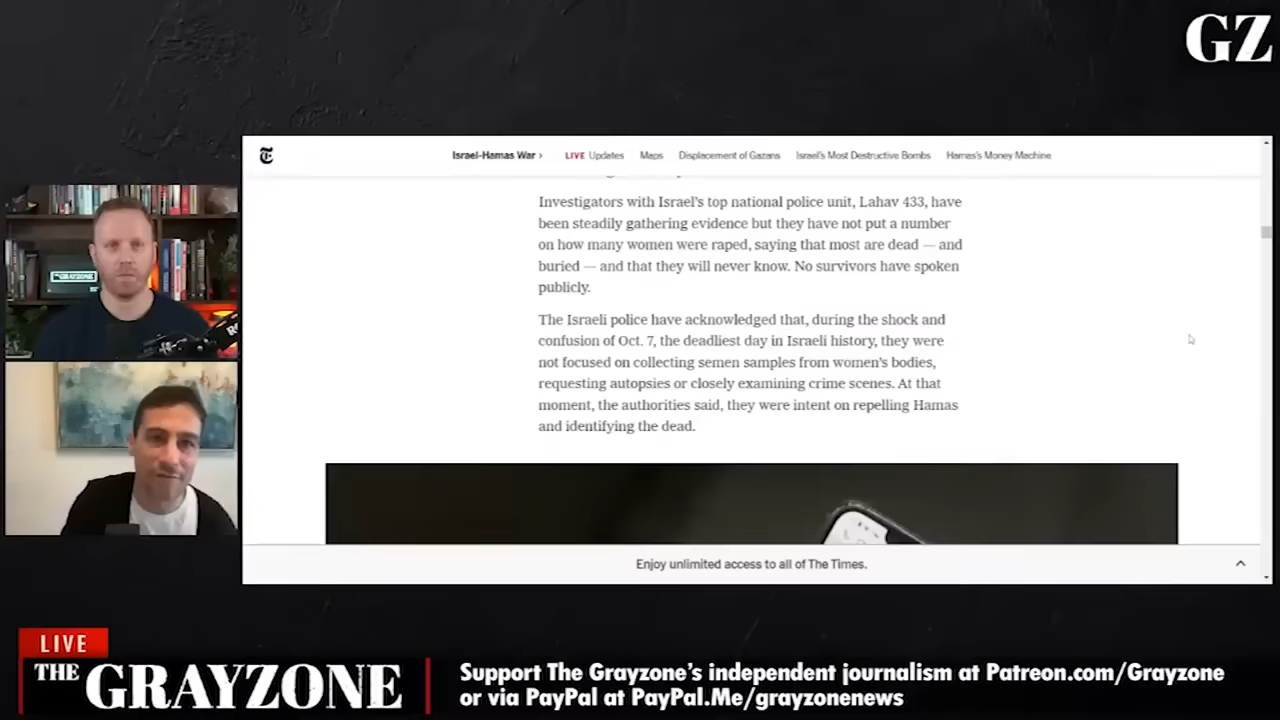 GZ
Israel-Hamas War › LIVE Updates Maps Displacement of Gazans Israel's Most Destructive Bombs Hamas's Money Machine
Investigators with Israel's top national police unit, Lahav 433, have
been steadily gathering evidence but they have not put a number
on how many women were raped, saying that most are dead — and
buried — and that they will never know. No survivors have spoken
publicly.
The Israeli police have acknowledged that, during the shock and
confusion of Oct. 7, the deadliest day in Israeli history, they were
not focused on collecting semen samples from women's bodies,
requesting autopsies or closely examining crime scenes. At that
moment, the authorities said, they were intent on repelling Hamas
and identifying the dead.
Enjoy unlimited access to all of The Times.
GRAYZONE
LIVE
THE GRAYZONE
Support The Grayzone's independent journalism at Patreon.com/Grayzone
or via PayPal at PayPal.Me/grayzonenews